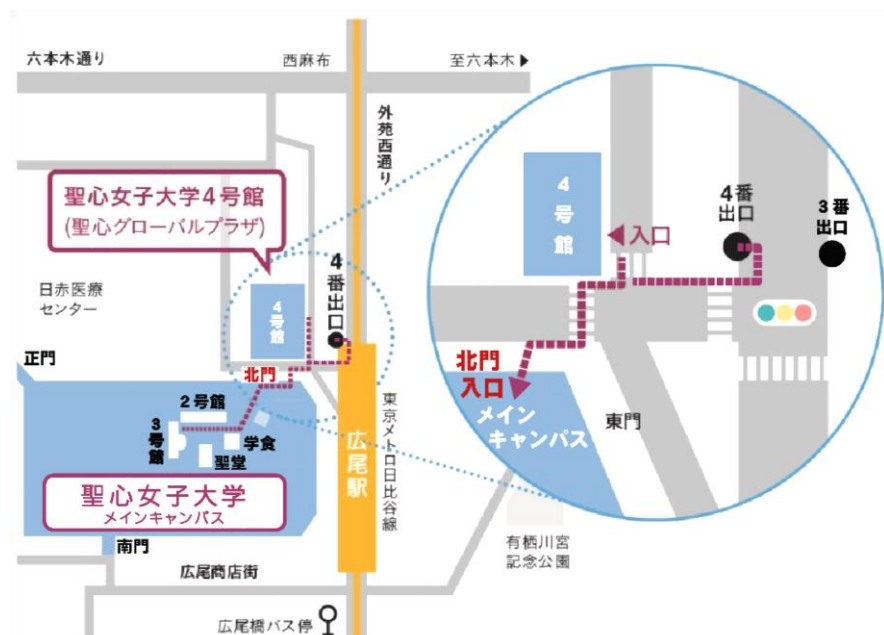 六本木通り
西麻布
至六本木▶
外苑西通り
聖心女子大学4号館
(聖心グローバルプラザ)
4番出口
日赤医療
センター
4号館
正門
北門
2号館
3号館
学食
聖堂
聖心女子大学
メインキャンパス
南門
広尾駅
東京メトロ日比谷線
広尾商店街
広尾橋バス停
有栖川宮
記念公園
4号館
入口
4番
出口
3番
出口
北門
入口
メイン
キャンパス
東門